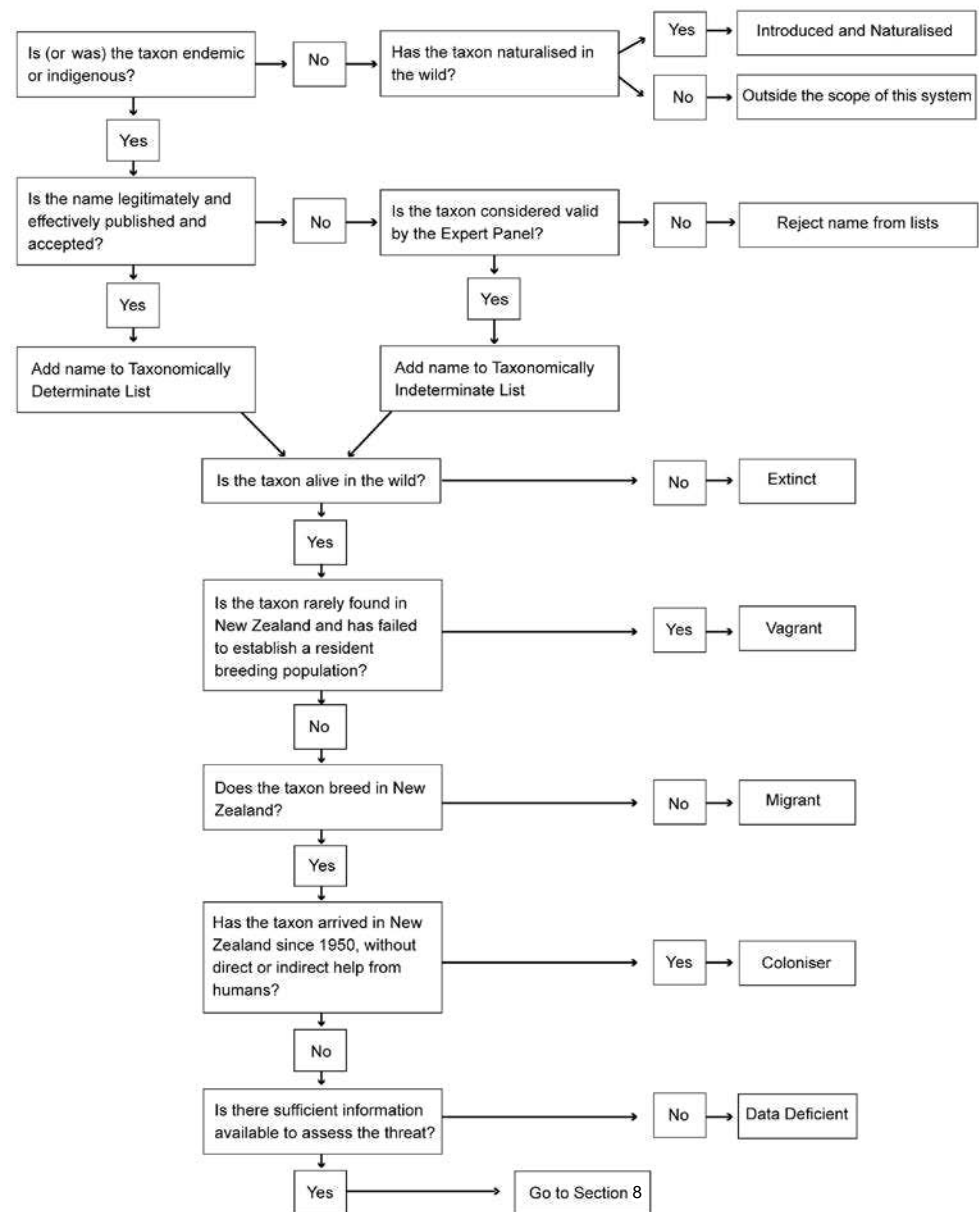 Is (or was) the taxon endemic
or indigenous?
No
Has the taxon naturalised in
the wild?
Yes
Introduced and Naturalised
No
Outside the scope of this system
Yes
Is the name legitimately and
effectively published and
accepted?
No
Is the taxon considered valid
by the Expert Panel?
No
Reject name from lists
Yes
Yes
Add name to Taxonomically
Determinate List
Add name to Taxonomically
Indeterminate List
Is the taxon alive in the wild?
No
Extinct
Yes
Is the taxon rarely found in
New Zealand and has failed
to establish a resident
breeding population?
Yes
Vagrant
No
Does the taxon breed in New
Zealand?
No
Migrant
Yes
Has the taxon arrived in New
Zealand since 1950, without
direct or indirect help from
humans?
Yes
Coloniser
No
Is there sufficient information
available to assess the threat?
No
Data Deficient
Yes
Go to Section 8